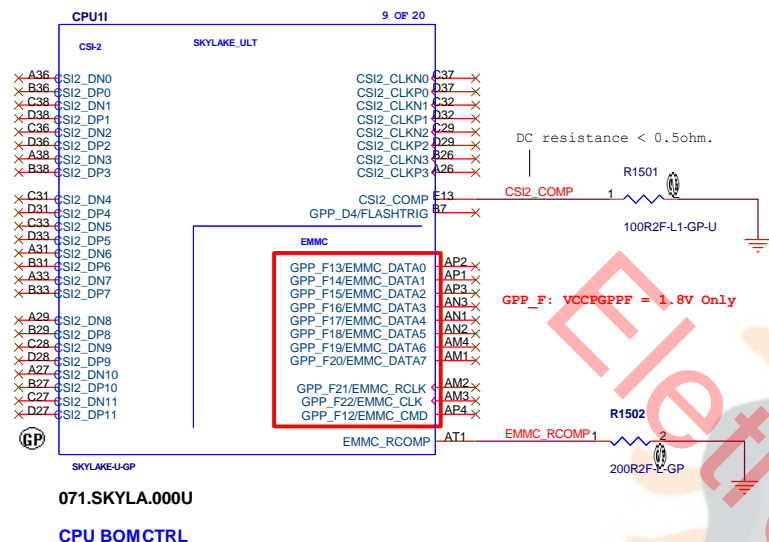 CPU1I 9 OF 20
CSI-2 SKYLAKE_ULT
A36 CSI2_DN0 CSI2_CLKN0 C37
B36 CSI2_DP0 CSI2_CLKP0 D37
C38 CSI2_DN1 CSI2_CLKN1 C32
D38 CSI2_DP1 CSI2_CLKP1 D32
C36 CSI2_DN2 CSI2_CLKN2 C29
D36 CSI2_DP2 CSI2_CLKP2 D29
A38 CSI2_DN3 CSI2_CLKN3 B26
B38 CSI2_DP3 CSI2_CLKP3 A26
DC resistance < 0.5ohm.
R1501
C31 CSI2_DN4 CSI2_COMP E13 CSI2_COMP 1
D31 CSI2_DP4 GPP_D4/FLASHTRIG B7
100R2F-L1-GP-U
C33 CSI2_DN5
D33 CSI2_DP5 EMMC
A31 CSI2_DN6
B31 CSI2_DP6 GPP_F13/EMMC_DATA0 AP2
A33 CSI2_DN7 GPP_F14/EMMC_DATA1 AP1
B33 CSI2_DP7 GPP_F15/EMMC_DATA2 AP3
GPP_F16/EMMC_DATA3 AN3
GPP_F: VCCPGPPF = 1.8V Only
A29 CSI2_DN8 GPP_F17/EMMC_DATA4 AN1
B29 CSI2_DP8 GPP_F18/EMMC_DATA5 AN2
C28 CSI2_DN9 GPP_F19/EMMC_DATA6 AM4
D28 CSI2_DP9 GPP_F20/EMMC_DATA7 AM1
A27 CSI2_DN10
B27 CSI2_DP10 GPP_F21/EMMC_RCLK AM2
C27 CSI2_DN11 GPP_F22/EMMC_CLK AM3
D27 CSI2_DP11 GPP_F12/EMMC_CMD AP4
R1502
GP EMMC_RCOMP AT1 EMMC_RCOMP 1 2
SKYLAKE-U-GP 200R2F-L-GP
071.SKYLA.000U
CPU BOMCTRL